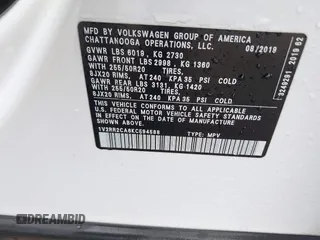 MFD BY VOLKSWAGEN GROUP OF AMERICA
CHATTANOOGA OPERATIONS, LLC. 08/2019
GVWR LBS 6019, KG 2730
GAWR FRONT LBS 2998, KG 1360
WITH 255/50R20 TIRES,
8JX20 RIMS, AT 240 KPA 35 PSI COLD
GAWR REAR LBS 3131, KG 1420
WITH 255/50R20 TIRES,
8JX20 RIMS, AT 240 KPA 35 PSI COLD
THIS VEHICLE CONFORMS TO ALL APPLICABLE
U.S. FEDERAL MOTOR VEHICLE SAFETY
STANDARDS
IN EFFECT ON THE DATE OF
MANUFACTURE SHOWN ABOVE.
TYPE: MPV
AUTOBIDMASTER